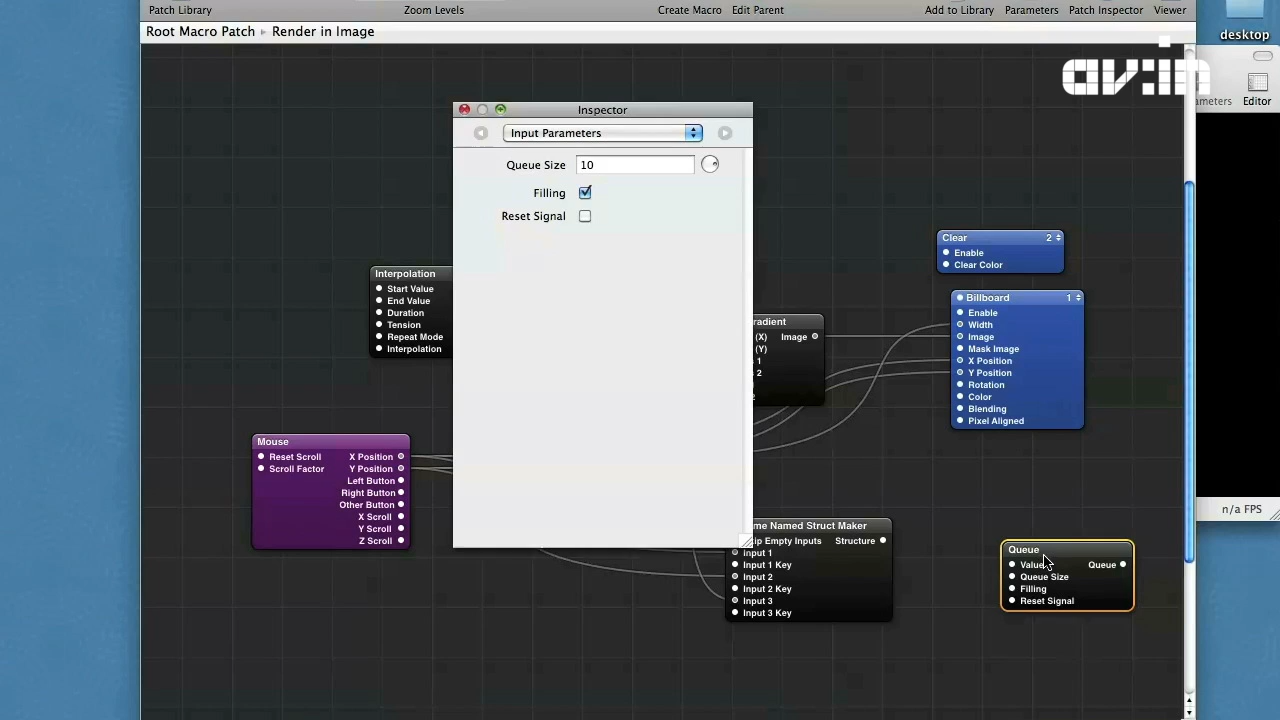 Patch Library
Zoom Levels
Create Macro
Edit Parent
Add to Library
Parameters
Patch Inspector
Viewer
desktop
Root Macro Patch ▸ Render in Image
av:in
Editor
Inspector
Input Parameters
Queue Size 10
Filling
Reset Signal
Interpolation
Start Value
End Value
Duration
Tension
Repeat Mode
Interpolation
Mouse
Reset Scroll X Position
Scroll Factor Y Position
Left Button
Right Button
Other Button
X Scroll
Y Scroll
Z Scroll
(X) Image
(Y)
1
2
Clear 2
Enable
Clear Color
Billboard 1
Enable
Width
Image
Mask Image
X Position
Y Position
Rotation
Color
Blending
Pixel Aligned
Named Struct Maker
Empty Inputs Structure
Input 1
Input 1 Key
Input 2
Input 2 Key
Input 3
Input 3 Key
Queue
Value Queue
Queue Size
Filling
Reset Signal
n/a FPS